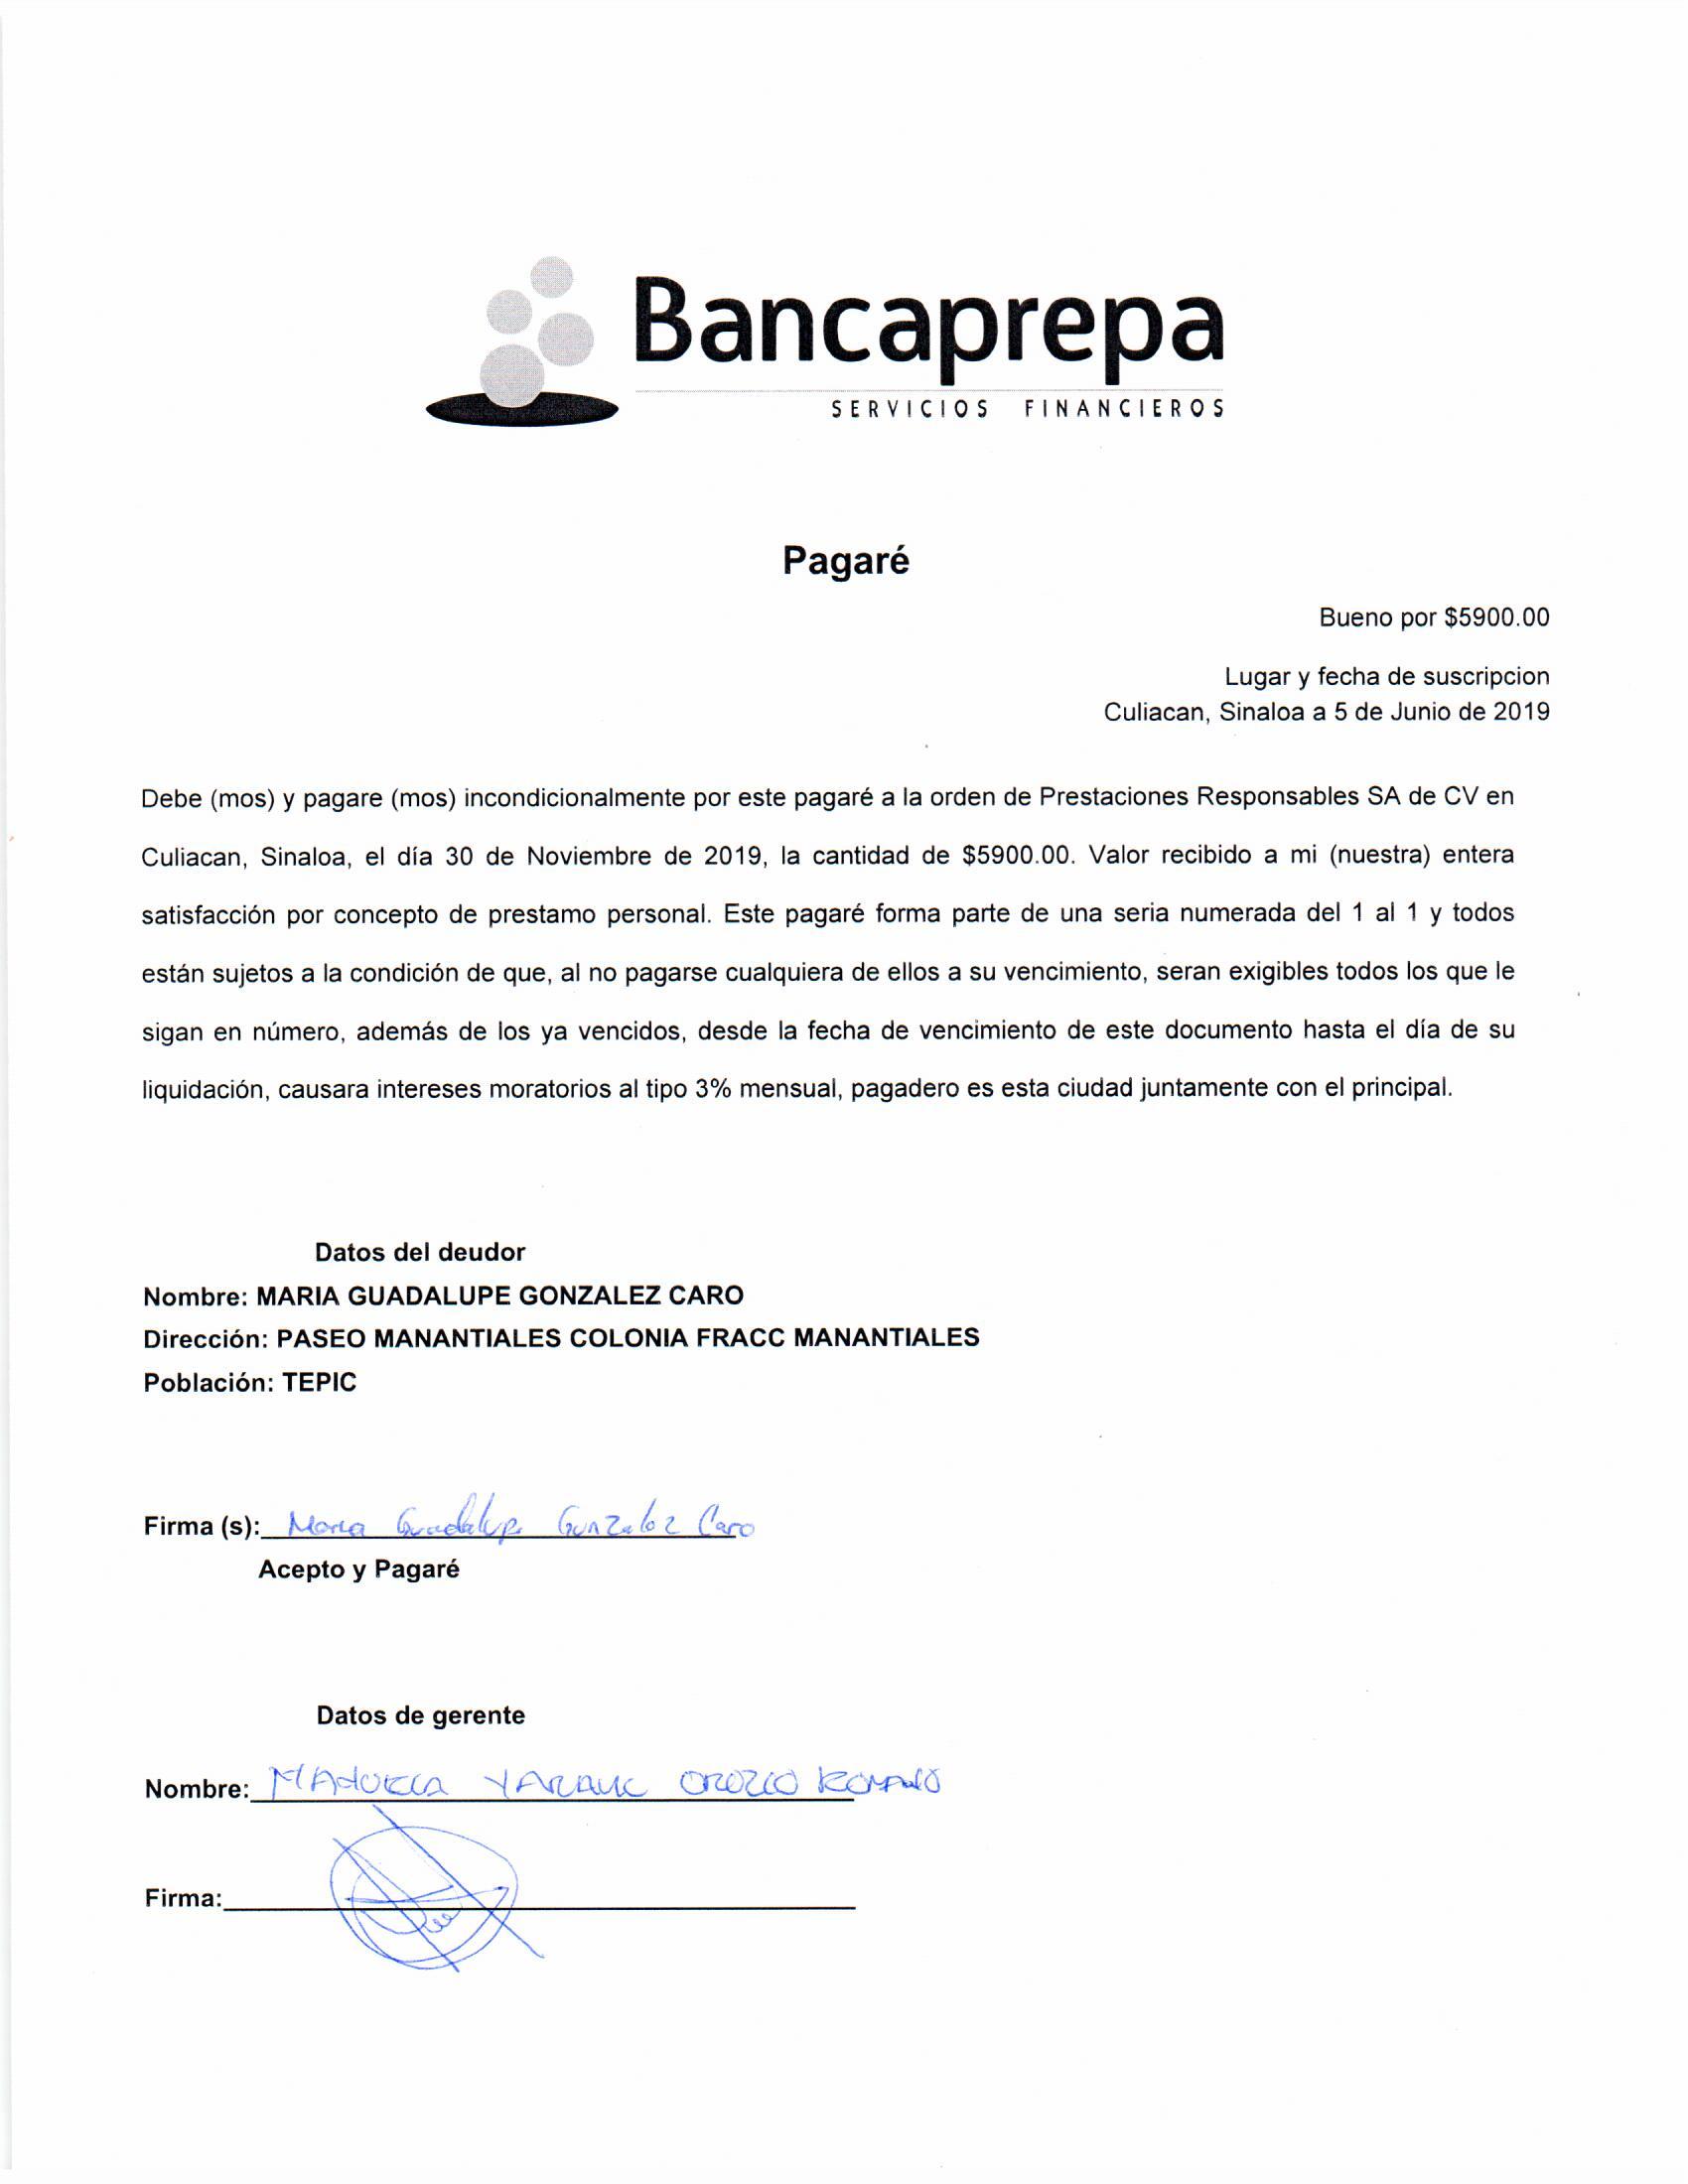 Bancaprepa
SERVICIOS FINANCIEROS
Pagaré
Bueno por $5900.00
Lugar y fecha de suscripcion
Culiacan, Sinaloa a 5 de Junio de 2019
Debe (mos) y pagare (mos) incondicionalmente por este pagaré a la orden de Prestaciones Responsables SA de CV en
Culiacan, Sinaloa, el día 30 de Noviembre de 2019, la cantidad de $5900.00. Valor recibido a mi (nuestra) entera
satisfacción por concepto de prestamo personal. Este pagaré forma parte de una seria numerada del 1 al 1 y todos
están sujetos a la condición de que, al no pagarse cualquiera de ellos a su vencimiento, seran exigibles todos los que le
sigan en número, además de los ya vencidos, desde la fecha de vencimiento de este documento hasta el día de su
liquidación, causara intereses moratorios al tipo 3% mensual, pagadero es esta ciudad juntamente con el principal.
Datos del deudor
Nombre: MARIA GUADALUPE GONZALEZ CARO
Dirección: PASEO MANANTIALES COLONIA FRACC MANANTIALES
Población: TEPIC
Firma (s): Maria Guadalupe Gonzalez Caro
Acepto y Pagaré
Datos de gerente
Nombre: OROZCO
Firma: